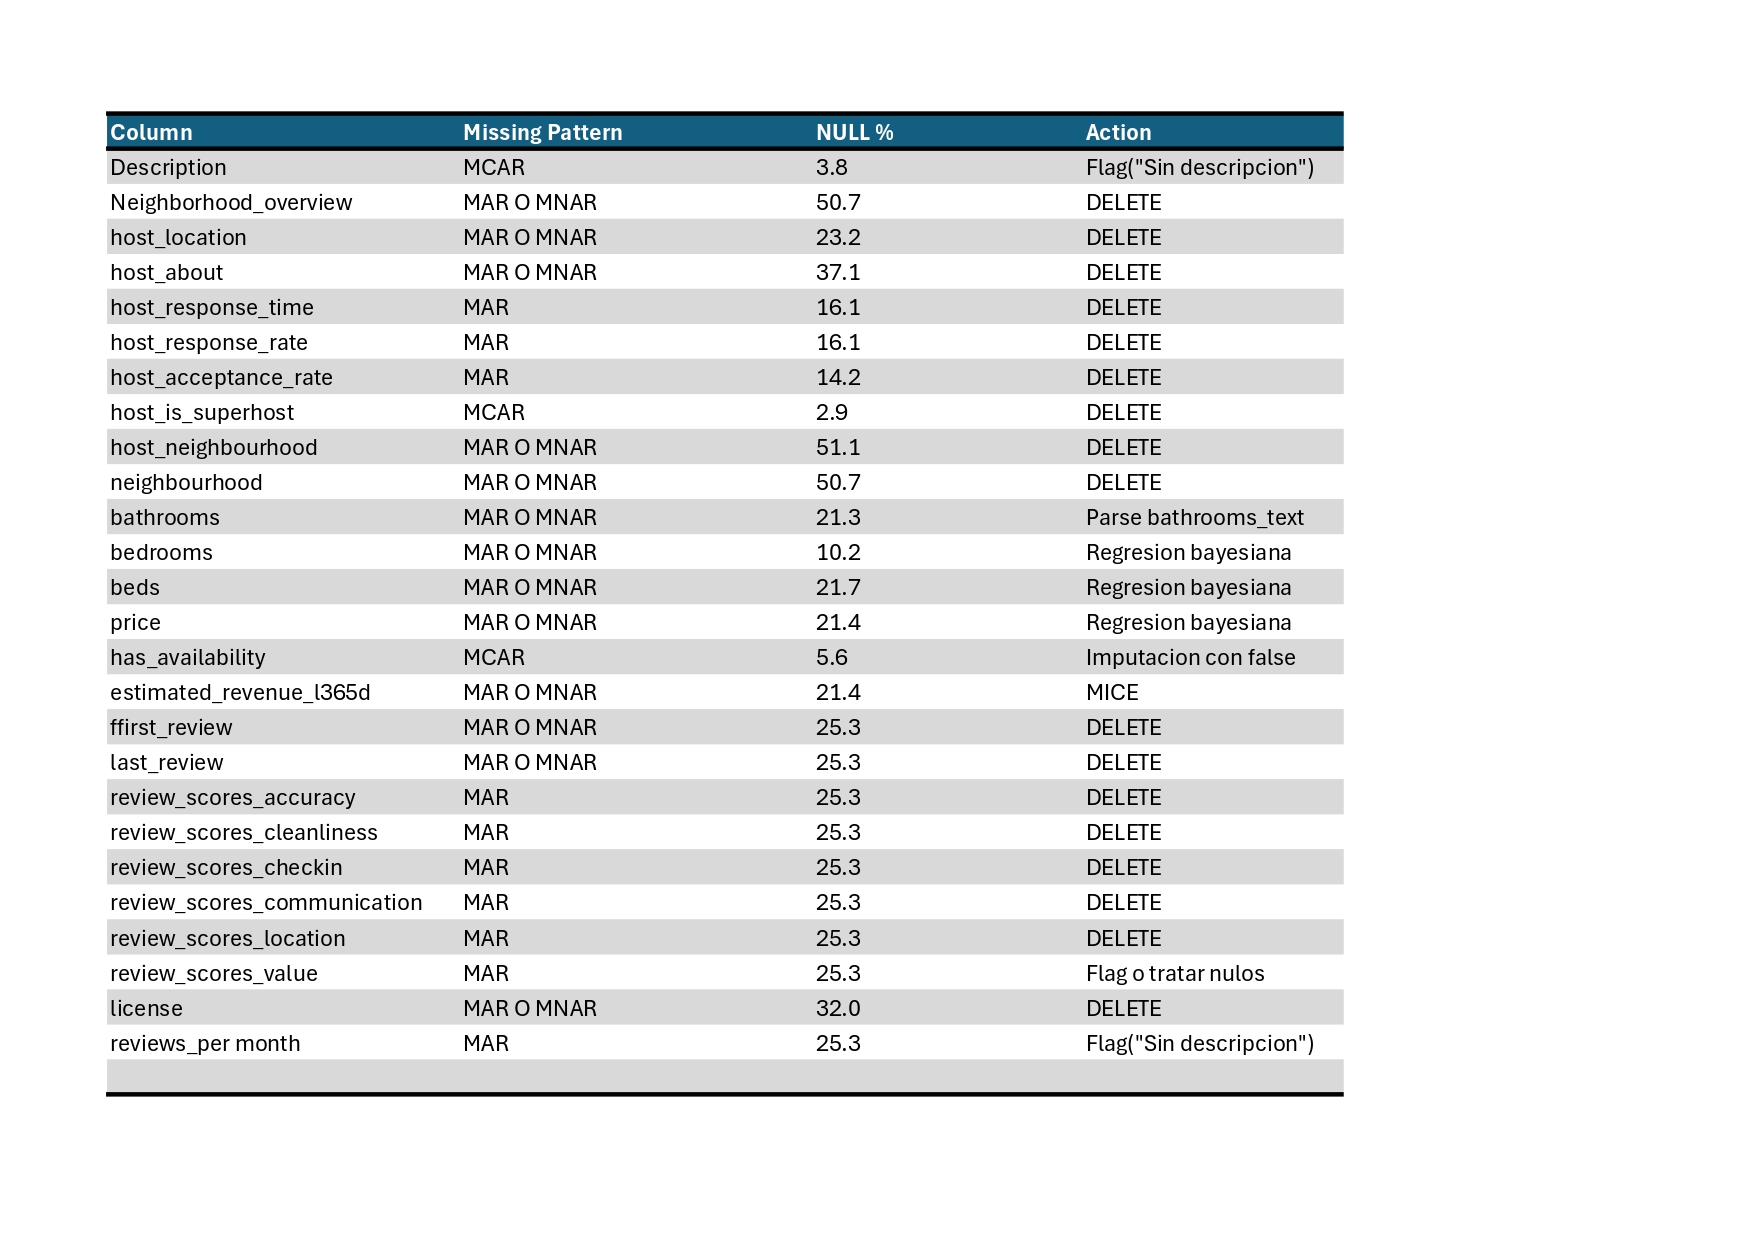 Column Missing Pattern NULL % Action
Description MCAR 3.8 Flag("Sin descripcion")
Neighborhood_overview MAR O MNAR 50.7 DELETE
host_location MAR O MNAR 23.2 DELETE
host_about MAR O MNAR 37.1 DELETE
host_response_time MAR 16.1 DELETE
host_response_rate MAR 16.1 DELETE
host_acceptance_rate MAR 14.2 DELETE
host_is_superhost MCAR 2.9 DELETE
host_neighbourhood MAR O MNAR 51.1 DELETE
neighbourhood MAR O MNAR 50.7 DELETE
bathrooms MAR O MNAR 21.3 Parse bathrooms_text
bedrooms MAR O MNAR 10.2 Regresion bayesiana
beds MAR O MNAR 21.7 Regresion bayesiana
price MAR O MNAR 21.4 Regresion bayesiana
has_availability MCAR 5.6 Imputacion con false
estimated_revenue_l365d MAR O MNAR 21.4 MICE
ffirst_review MAR O MNAR 25.3 DELETE
last_review MAR O MNAR 25.3 DELETE
review_scores_accuracy MAR 25.3 DELETE
review_scores_cleanliness MAR 25.3 DELETE
review_scores_checkin MAR 25.3 DELETE
review_scores_communication MAR 25.3 DELETE
review_scores_location MAR 25.3 DELETE
review_scores_value MAR 25.3 Flag o tratar nulos
license MAR O MNAR 32.0 DELETE
reviews_per month MAR 25.3 Flag("Sin descripcion")